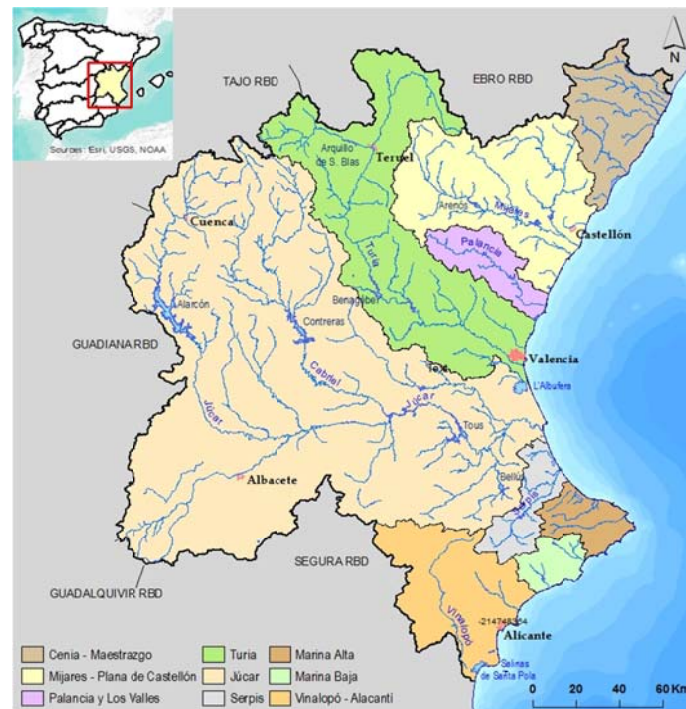 Sources: Esri, USGS, NOAA
N
TAJO RBD
EBRO RBD
Arquillo
de S. Blas
Teruel
Cuenca
Arenós
Mijares
Castellón
Palancia
Turia
Alarcón
Benagéber
Contreras
GUADIANA RBD
Valencia
L'Albufera
Cabriel
Júcar
Júcar
Tous
Albacete
Bellús
Serpis
SEGURA RBD
GUADALQUIVIR RBD
Vinalopó
-214748364
Alicante
Salinas
de Santa Pola
Cenia - Maestrazgo
Turia
Marina Alta
Mijares - Plana de Castellón
Júcar
Marina Baja
Palancia y Los Valles
Serpis
Vinalopó - Alacantí
0 20 40 60 Km